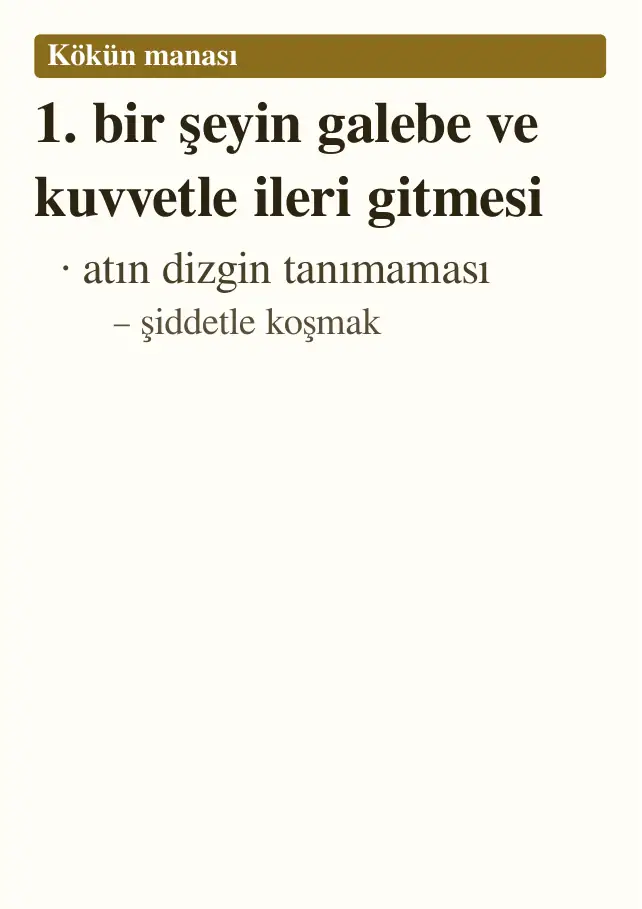 Kökün manası
1. bir şeyin galebe ve
kuvvetle ileri gitmesi
· atın dizgin tanımaması
– şiddetle koşmak